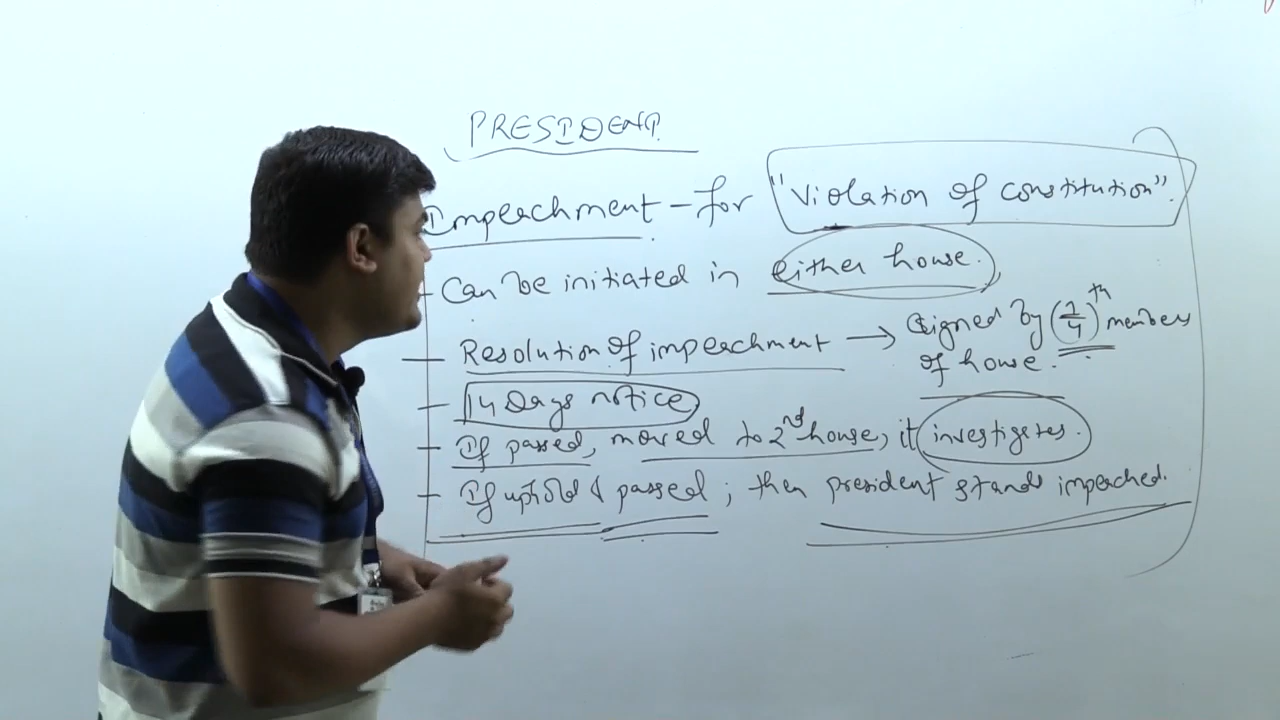 PRESIDENT
Impeachment - for "Violation of constitution".
Can be initiated in either house.
Resolution of impeachment → signed by (1/4)th members
of house.
14 Days notice
If passed, moved to 2nd house, it investigates.
If uphold & passed; then president stands impeached.